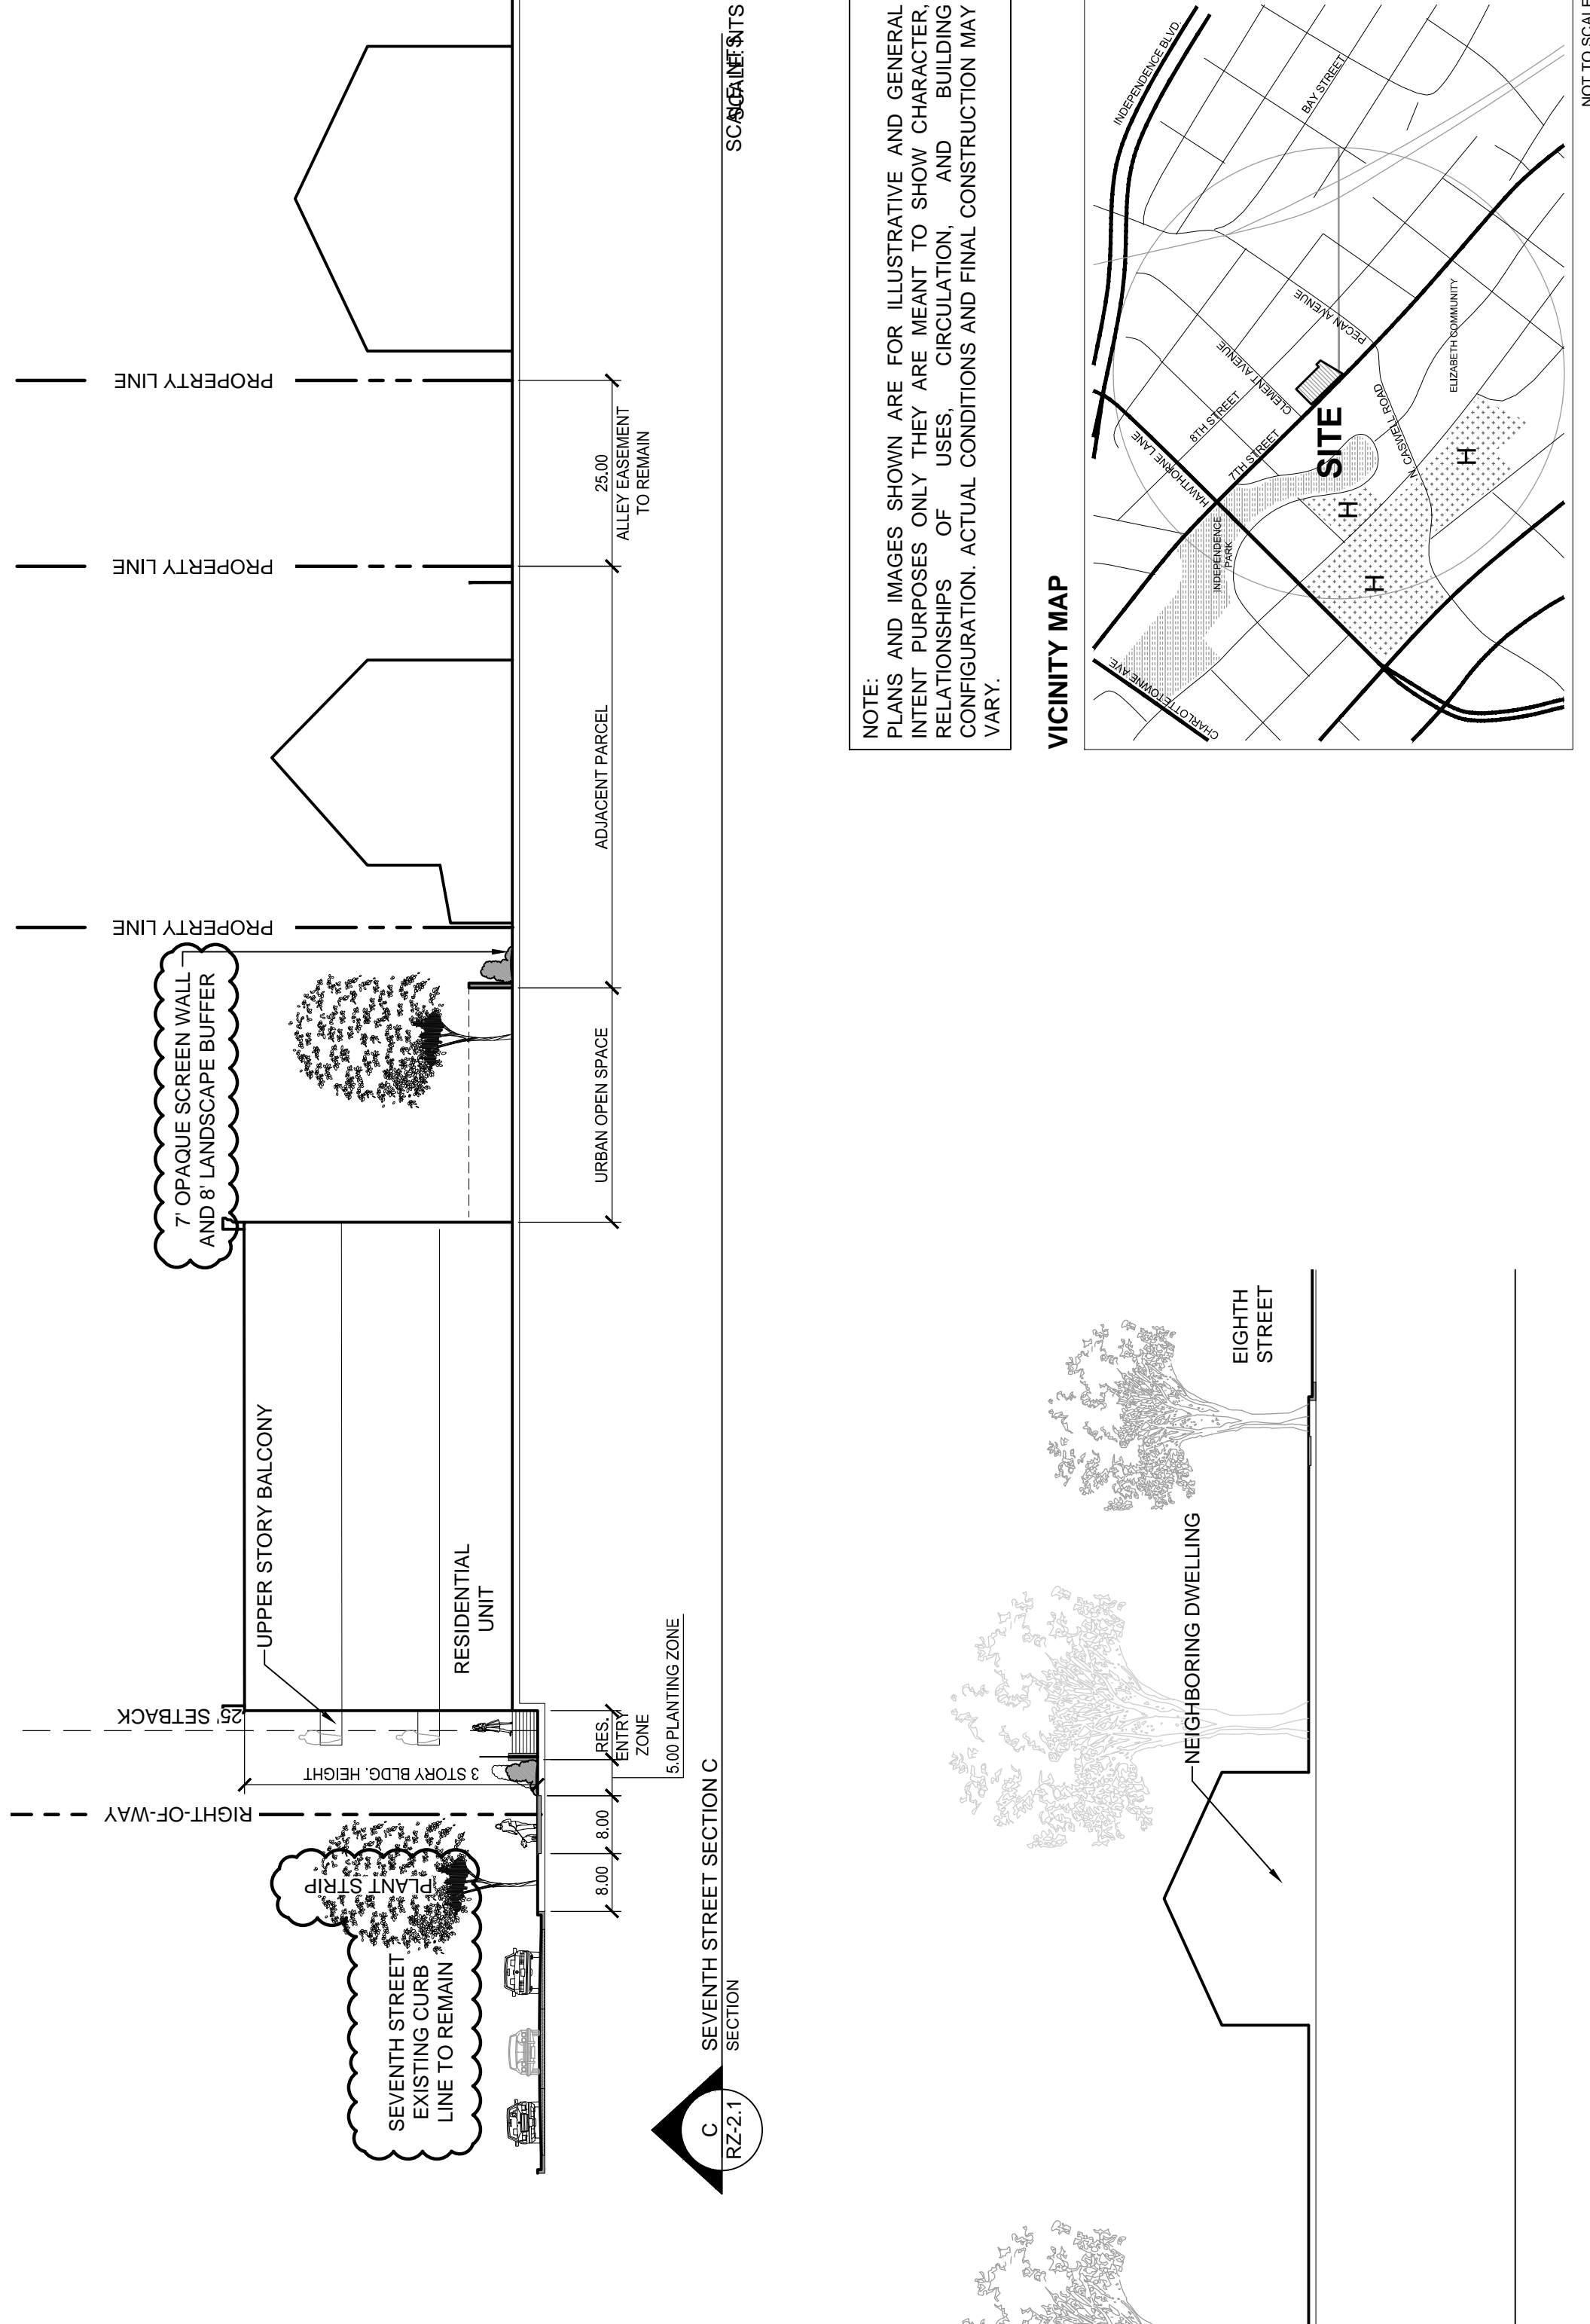 SEVENTH STREET
EXISTING CURB
LINE TO REMAIN
PLANT STRIP
RIGHT-OF-WAY
25' SETBACK
3 STORY BLDG. HEIGHT
UPPER STORY BALCONY
RESIDENTIAL
UNIT
7' OPAQUE SCREEN WALL
AND 8' LANDSCAPE BUFFER
PROPERTY LINE
PROPERTY LINE
PROPERTY LINE
8.00
8.00
RES.
ENTRY
ZONE
5.00 PLANTING ZONE
URBAN OPEN SPACE
ADJACENT PARCEL
25.00
ALLEY EASEMENT
TO REMAIN
C
RZ-2.1
SEVENTH STREET SECTION C
SECTION
NEIGHBORING DWELLING
EIGHTH
STREET
NOTE:
PLANS AND IMAGES SHOWN ARE FOR ILLUSTRATIVE AND GENERAL
INTENT PURPOSES ONLY THEY ARE MEANT TO SHOW CHARACTER,
RELATIONSHIPS OF USES, CIRCULATION, AND BUILDING
CONFIGURATION. ACTUAL CONDITIONS AND FINAL CONSTRUCTION MAY
VARY.
VICINITY MAP
CHARLOTTETOWNE AVE.
INDEPENDENCE
PARK
HAWTHORNE LANE
7TH STREET
8TH STREET
CLEMENT AVENUE
PECAN AVENUE
INDEPENDENCE BLVD.
BAY STREET
SITE
N CASWELL ROAD
ELIZABETH COMMUNITY
H
H
H
NOT TO SCALE